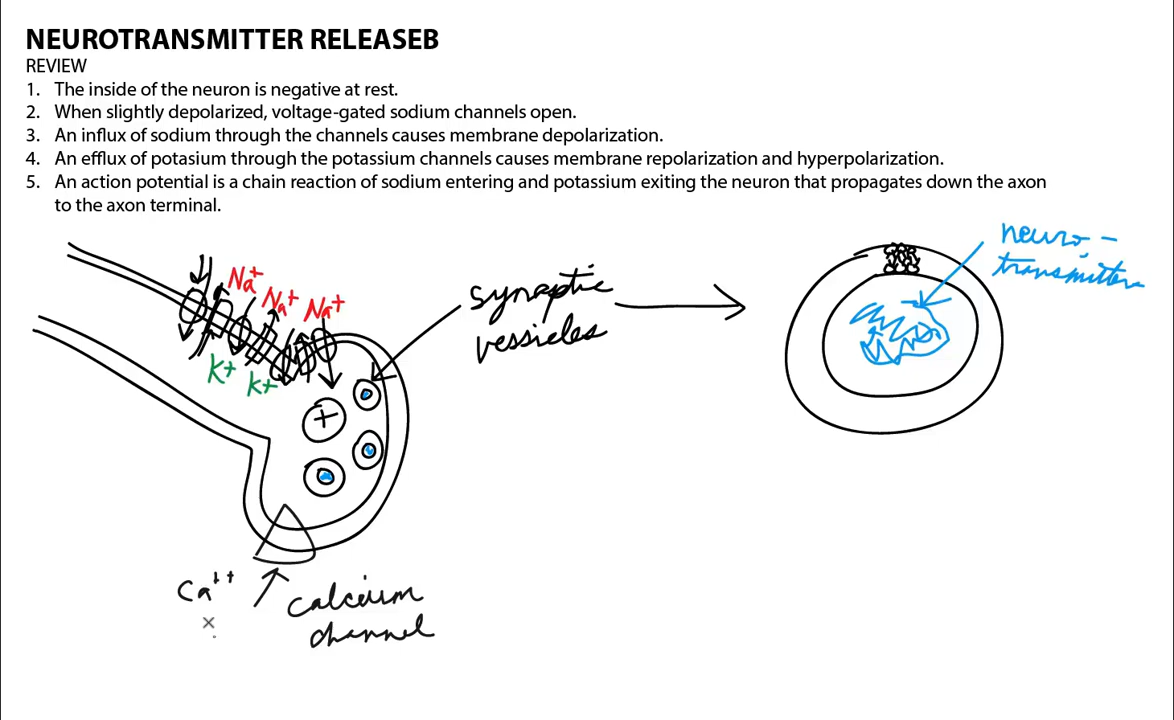 NEUROTRANSMITTER RELEASEB
REVIEW
1. The inside of the neuron is negative at rest.
2. When slightly depolarized, voltage-gated sodium channels open.
3. An influx of sodium through the channels causes membrane depolarization.
4. An efflux of potasium through the potassium channels causes membrane repolarization and hyperpolarization.
5. An action potential is a chain reaction of sodium entering and potassium exiting the neuron that propagates down the axon
to the axon terminal.
neuro-
transmitter
Na+ Na+ Na+
synaptic
vessicles
K+ K+
+
Ca++
calcium
channel